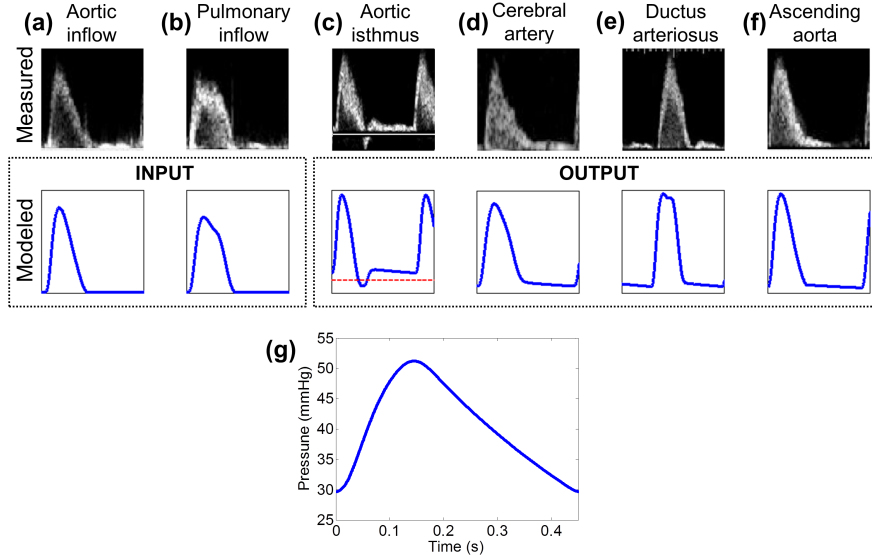 (a) Aortic inflow
(b) Pulmonary inflow
(c) Aortic isthmus
(d) Cerebral artery
(e) Ductus arteriosus
(f) Ascending aorta
Measured
INPUT
OUTPUT
Modeled
(g)
Pressune (mmHg)
55
50
45
40
35
30
25
0
0.1
0.2
0.3
0.4
Time (s)